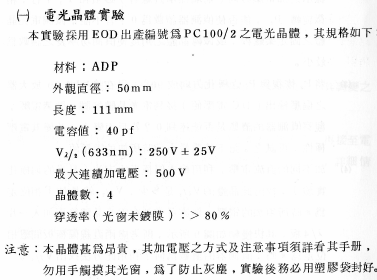 ㈠ 電光晶體實驗
本實驗採用EOD出產編號爲PC100/2之電光晶體，其規格如下：
材料：ADP
外觀直徑：50mm
長度：111mm
電容值：40pf
Vλ/2(633nm)：250V±25V
最大連續加電壓：500V
晶體數：4
穿透率（光窗未鍍膜）：>80%
注意：本晶體甚爲昂貴，其加電壓之方式及注意事項須詳看其手册，
勿用手觸摸其光窗，爲了防止灰塵，實驗後務必用塑膠袋封好。